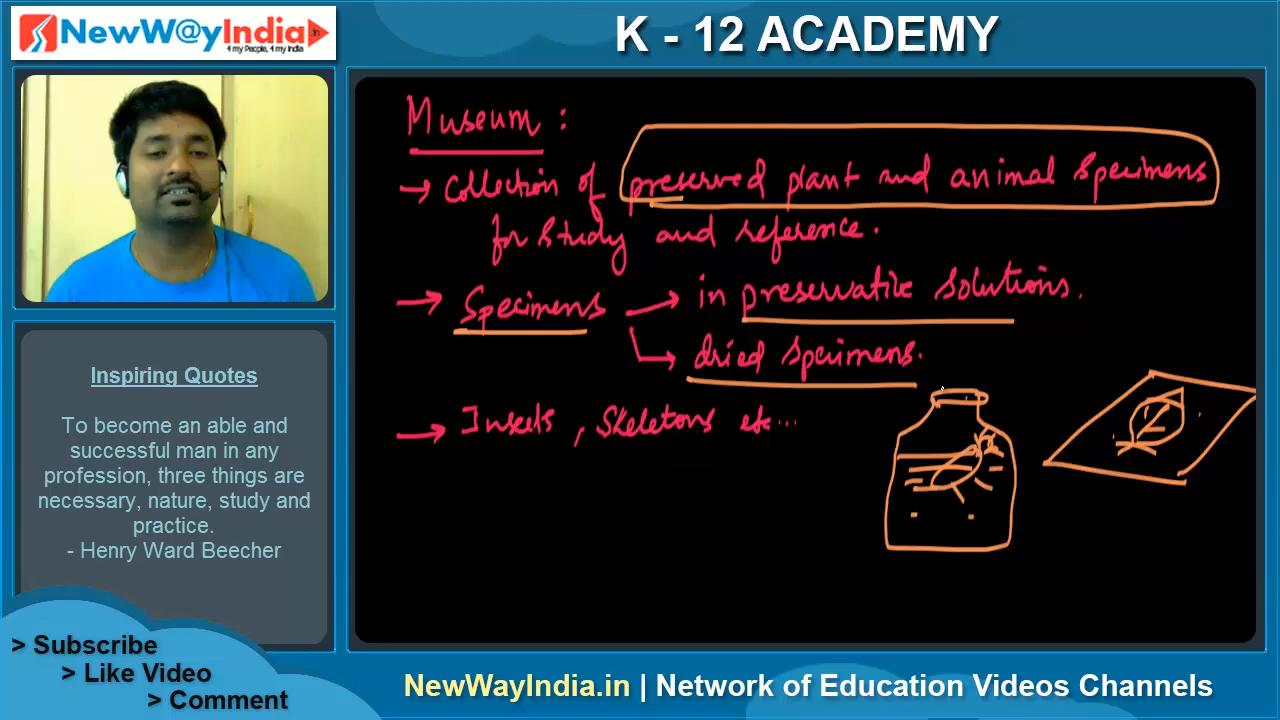 NewW@yIndia.in
4 my People, 4 my India
K - 12 ACADEMY
Museum :
→ Collection of preserved plant and animal specimens
for study and reference.
→ Specimens → in preservative solutions.
→ dried specimens.
→ Insects, skeletons etc...
Inspiring Quotes
To become an able and
successful man in any
profession, three things are
necessary, nature, study and
practice.
- Henry Ward Beecher
> Subscribe
> Like Video
> Comment
NewWayIndia.in | Network of Education Videos Channels